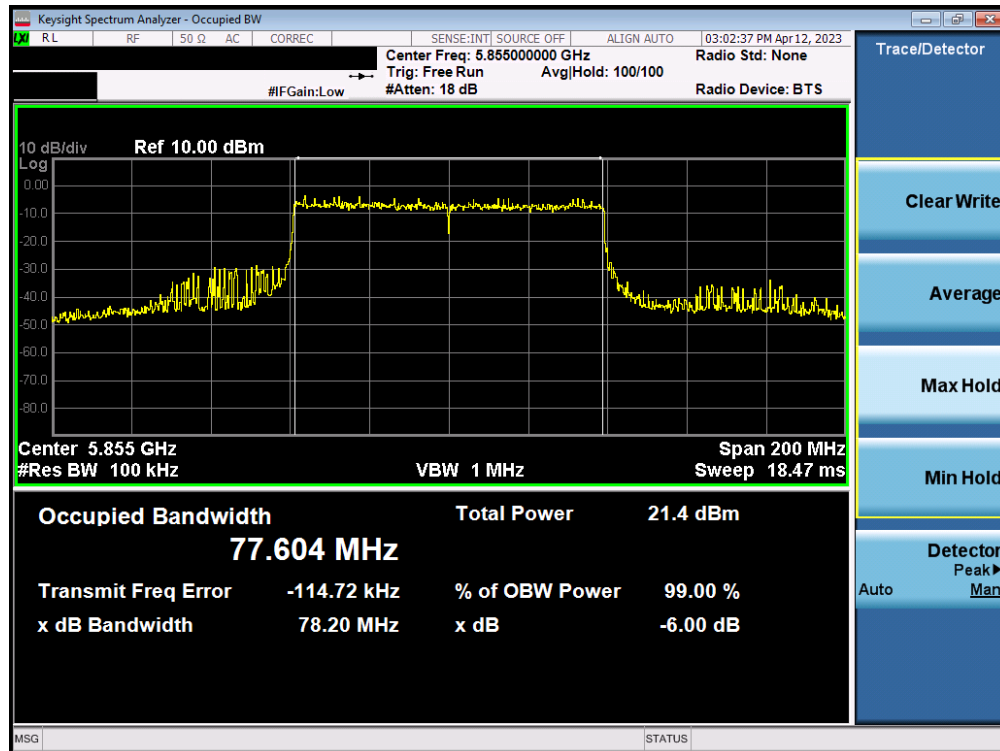 Keysight Spectrum Analyzer - Occupied BW
LXI RL RF 50 Ω AC CORREC SENSE:INT SOURCE OFF ALIGN AUTO 03:02:37 PM Apr 12, 2023
Center Freq: 5.855000000 GHz Radio Std: None
Trig: Free Run Avg|Hold: 100/100
#IFGain:Low #Atten: 18 dB Radio Device: BTS
Trace/Detector
10 dB/div Ref 10.00 dBm
Log
0.00
-10.0
-20.0
-30.0
-40.0
-50.0
-60.0
-70.0
-80.0
Center 5.855 GHz Span 200 MHz
#Res BW 100 kHz VBW 1 MHz Sweep 18.47 ms
Clear Write
Average
Max Hold
Min Hold
Detector
Peak▶
Auto Man
Occupied Bandwidth Total Power 21.4 dBm
77.604 MHz
Transmit Freq Error -114.72 kHz % of OBW Power 99.00 %
x dB Bandwidth 78.20 MHz x dB -6.00 dB
MSG STATUS